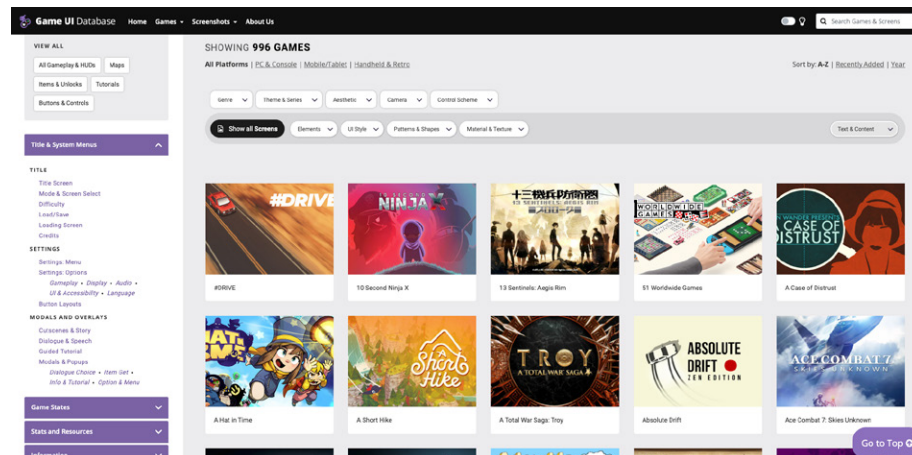 Game UI Database Home Games Screenshots About Us Search Games & Screens
VIEW ALL
All Gameplay & HUDs Maps
Items & Unlocks Tutorials
Buttons & Controls
Title & System Menus
TITLE
Title Screen
Mode & Screen Select
Difficulty
Load/Save
Loading Screen
Credits
SETTINGS
Settings: Menu
Settings: Options
Gameplay • Display • Audio •
UI & Accessibility • Language
Button Layouts
MODALS AND OVERLAYS
Cutscenes & Story
Dialogue & Speech
Guided Tutorial
Modals & Popups
Dialogue Choice • Item Get •
Info & Tutorial • Option & Menu
Game States
Stats and Resources
Information
SHOWING 996 GAMES
All Platforms | PC & Console | Mobile/Tablet | Handheld & Retro
Sort by: A-Z | Recently Added | Year
Genre Theme & Series Aesthetic Camera Control Scheme
Show all Screens Elements UI Style Patterns & Shapes Material & Texture Text & Content
#DRIVE
10 SECOND
NINJA X
十三機兵防衛圏
13 SENTINELS: AEGIS RIM
WORLDWIDE
GAMES
A CASE OF
DISTRUST
#DRIVE
10 Second Ninja X
13 Sentinels: Aegis Rim
51 Worldwide Games
A Case of Distrust
A Short Hike
TROY
A TOTAL WAR SAGA
ABSOLUTE
DRIFT
ZEN EDITION
ACE COMBAT 7
SKIES UNKNOWN
A Hat in Time
A Short Hike
A Total War Saga: Troy
Absolute Drift
Ace Combat 7: Skies Unknown
Go to Top